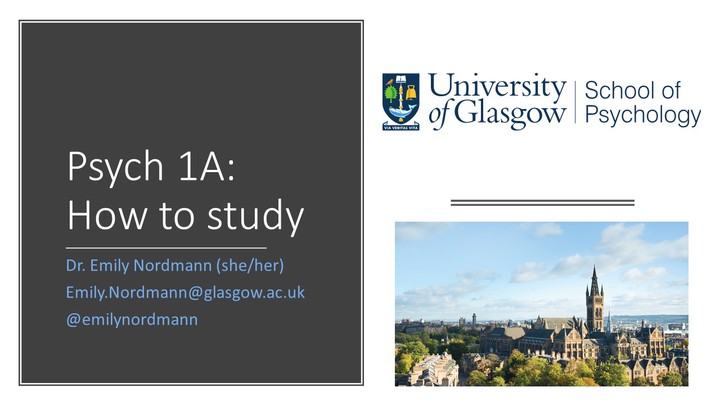 Psych 1A:
How to study
Dr. Emily Nordmann (she/her)
Emily.Nordmann@glasgow.ac.uk
@emilynordmann
University
of Glasgow
School of
Psychology
VIA VERITAS VITA